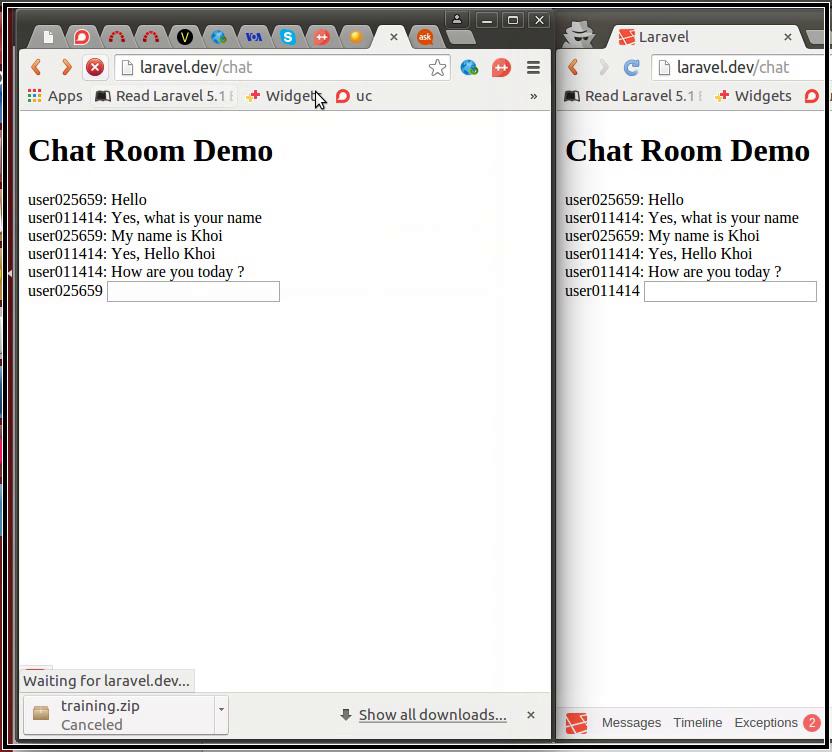 V
VOA
S
++
ask
laravel.dev/chat
++
Apps
Read Laravel 5.1
Widgets
uc
»
Chat Room Demo
user025659: Hello
user011414: Yes, what is your name
user025659: My name is Khoi
user011414: Yes, Hello Khoi
user011414: How are you today ?
user025659
Waiting for laravel.dev...
training.zip
Canceled
Show all downloads...
Laravel
laravel.dev/chat
Read Laravel 5.1
Widgets
Chat Room Demo
user025659: Hello
user011414: Yes, what is your name
user025659: My name is Khoi
user011414: Yes, Hello Khoi
user011414: How are you today ?
user011414
Messages Timeline Exceptions 2